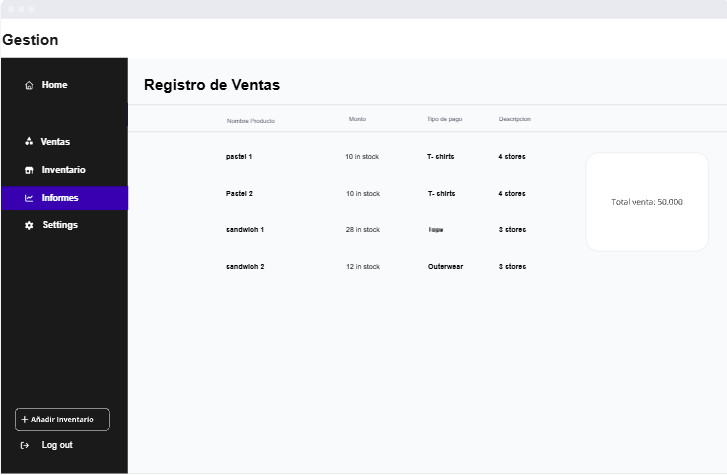 Gestion
Home
Ventas
Inventario
Informes
Settings
Añadir Inventario
Log out
Registro de Ventas
Nombre Producto Monto Tipo de pago Descripcion
pastel 1 10 in stock T- shirts 4 stores
Pastel 2 10 in stock T- shirts 4 stores
sandwich 1 28 in stock Tops 3 stores
sandwich 2 12 in stock Outerwear 3 stores
Total venta: 50.000